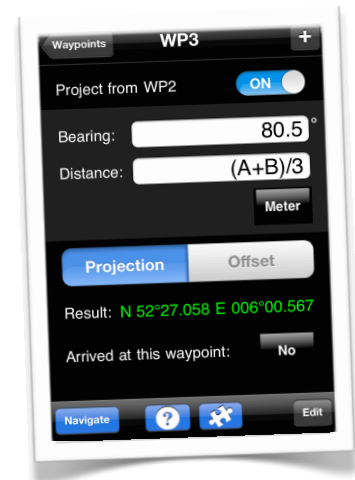 Waypoints WP3 +
Project from WP2 ON
Bearing: 80.5 °
Distance: (A+B)/3
Meter
Projection Offset
Result: N 52°27.058 E 006°00.567
Arrived at this waypoint: No
Navigate ? Edit